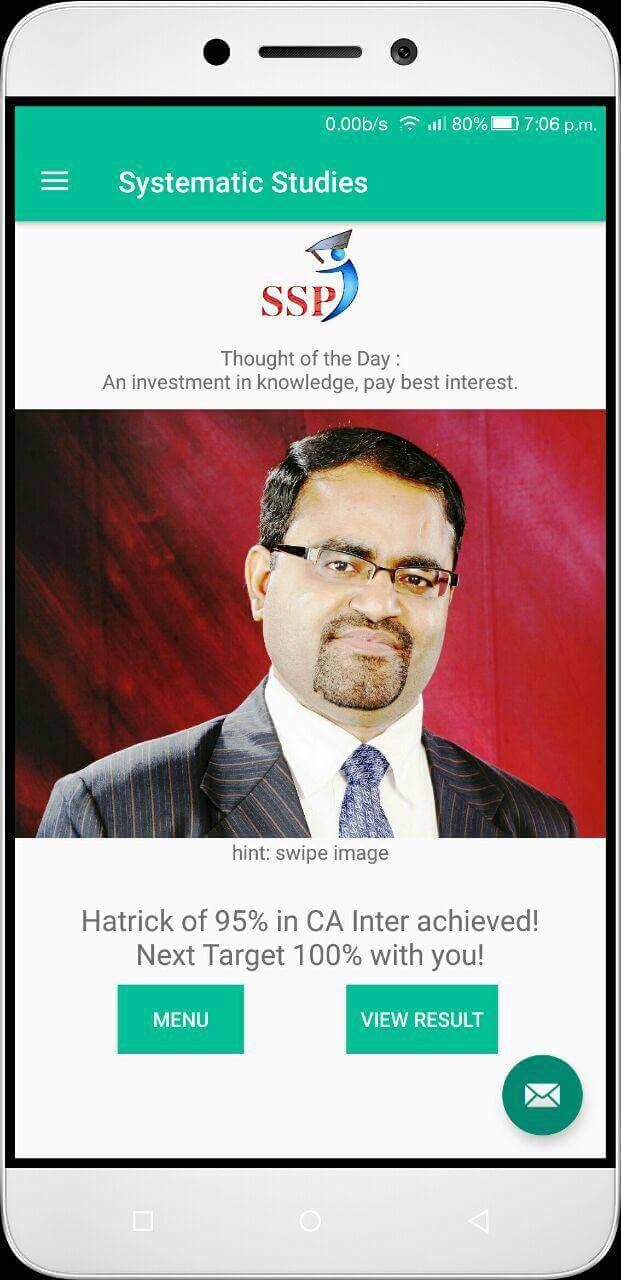 0.00b/s 80% 7:06 p.m.
Systematic Studies
SSP
Thought of the Day :
An investment in knowledge, pay best interest.
hint: swipe image
Hatrick of 95% in CA Inter achieved!
Next Target 100% with you!
MENU VIEW RESULT